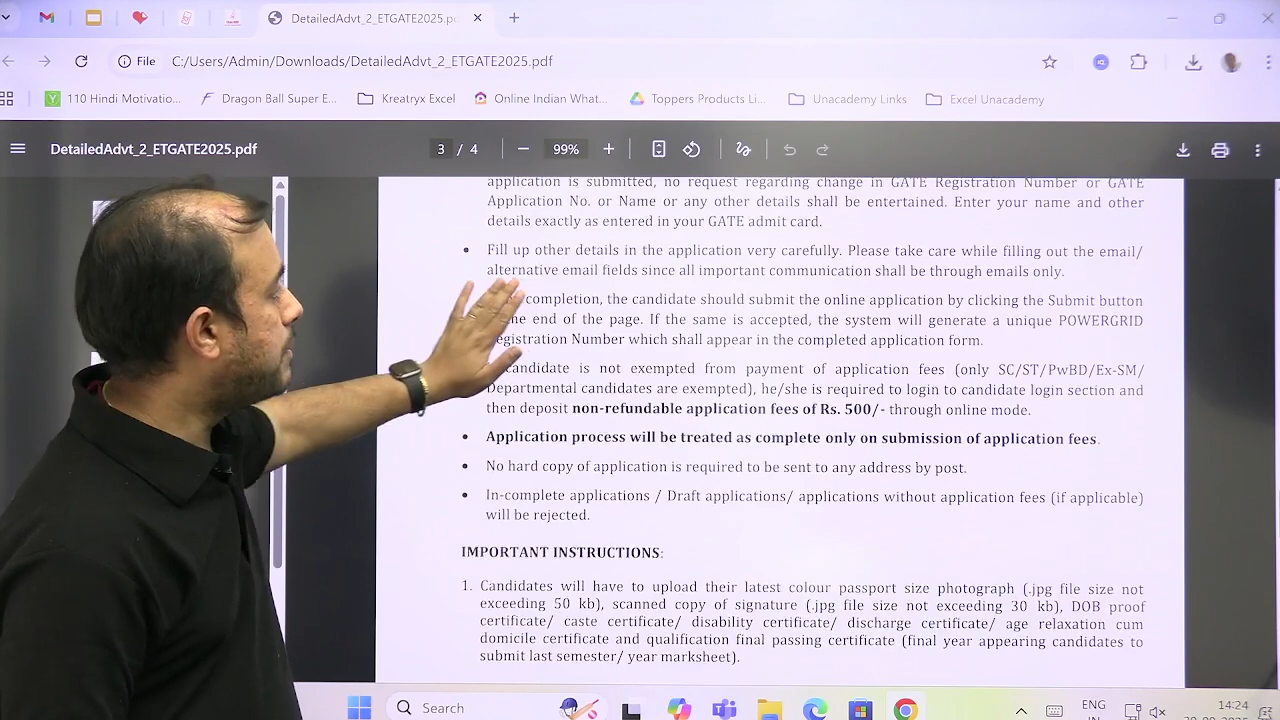 DetailedAdvt_2_ETGATE2025.pd
File C:/Users/Admin/Downloads/DetailedAdvt_2_ETGATE2025.pdf
110 Hindi Motivatio... Dragon Ball Super E... Kreatryx Excel Online Indian What... Toppers Products Li... Unacademy Links Excel Unacademy
DetailedAdvt_2_ETGATE2025.pdf 3 / 4 99%
application is submitted, no request regarding change in GATE Registration Number or GATE
Application No. or Name or any other details shall be entertained. Enter your name and other
details exactly as entered in your GATE admit card.
• Fill up other details in the application very carefully. Please take care while filling out the email/
alternative email fields since all important communication shall be through emails only.
completion, the candidate should submit the online application by clicking the Submit button
end of the page. If the same is accepted, the system will generate a unique POWERGRID
egistration Number which shall appear in the completed application form.
candidate is not exempted from payment of application fees (only SC/ST/PwBD/Ex-SM/
Departmental candidates are exempted), he/she is required to login to candidate login section and
then deposit non-refundable application fees of Rs. 500/- through online mode.
• Application process will be treated as complete only on submission of application fees.
• No hard copy of application is required to be sent to any address by post.
• In-complete applications / Draft applications/ applications without application fees (if applicable)
will be rejected.
IMPORTANT INSTRUCTIONS:
1. Candidates will have to upload their latest colour passport size photograph (.jpg file size not
exceeding 50 kb), scanned copy of signature (.jpg file size not exceeding 30 kb), DOB proof
certificate/ caste certificate/ disability certificate/ discharge certificate/ age relaxation cum
domicile certificate and qualification final passing certificate (final year appearing candidates to
submit last semester/ year marksheet).
Search ENG 14:24